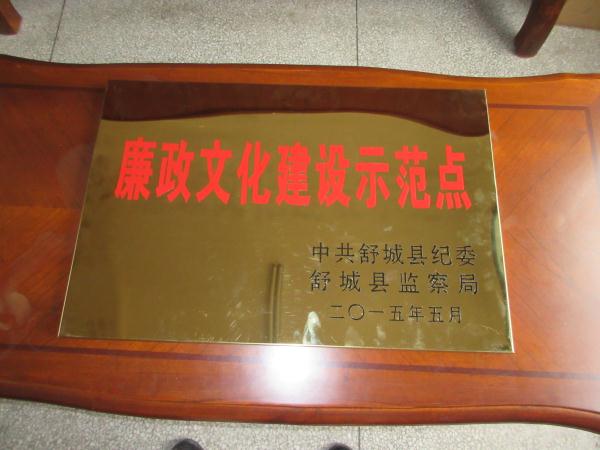 廉政文化建设示范点
中共舒城县纪委
舒城县监察局
二〇一五年五月